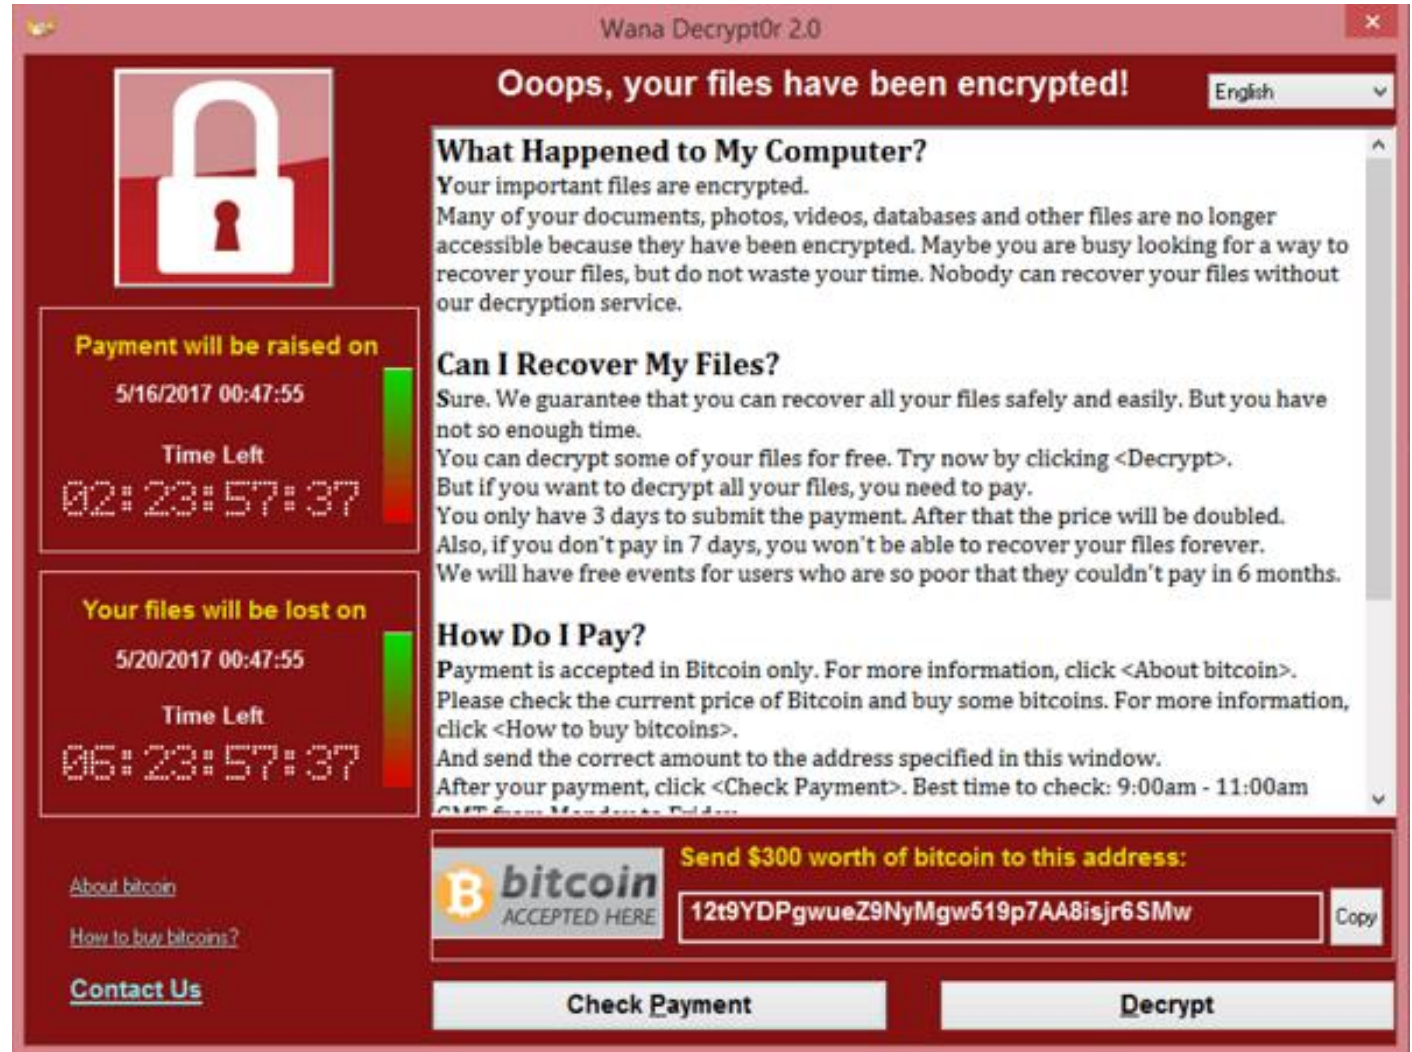 Wana Decrypt0r 2.0
Ooops, your files have been encrypted!
English
What Happened to My Computer?
Your important files are encrypted.
Many of your documents, photos, videos, databases and other files are no longer
accessible because they have been encrypted. Maybe you are busy looking for a way to
recover your files, but do not waste your time. Nobody can recover your files without
our decryption service.
Can I Recover My Files?
Sure. We guarantee that you can recover all your files safely and easily. But you have
not so enough time.
You can decrypt some of your files for free. Try now by clicking <Decrypt>.
But if you want to decrypt all your files, you need to pay.
You only have 3 days to submit the payment. After that the price will be doubled.
Also, if you don't pay in 7 days, you won't be able to recover your files forever.
We will have free events for users who are so poor that they couldn't pay in 6 months.
How Do I Pay?
Payment is accepted in Bitcoin only. For more information, click <About bitcoin>.
Please check the current price of Bitcoin and buy some bitcoins. For more information,
click <How to buy bitcoins>.
And send the correct amount to the address specified in this window.
After your payment, click <Check Payment>. Best time to check: 9:00am - 11:00am
GMT from Monday to Friday.
Payment will be raised on
5/16/2017 00:47:55
Time Left
02:23:57:37
Your files will be lost on
5/20/2017 00:47:55
Time Left
06:23:57:37
About bitcoin
How to buy bitcoins?
Contact Us
bitcoin
ACCEPTED HERE
Send $300 worth of bitcoin to this address:
12t9YDPgwueZ9NyMgw519p7AA8isjr6SMw
Copy
Check Payment
Decrypt